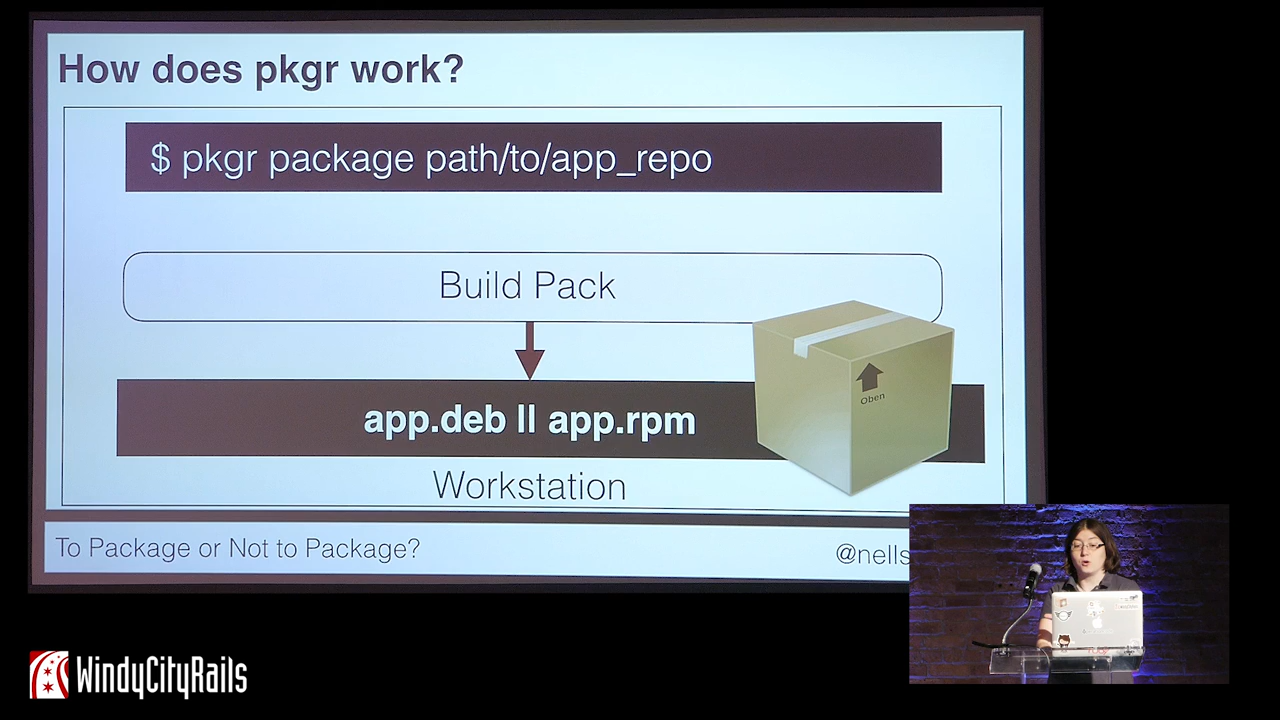 How does pkgr work?
$ pkgr package path/to/app_repo
Build Pack
Oben
app.deb || app.rpm
Workstation
To Package or Not to Package?
@nells
WindyCityRails